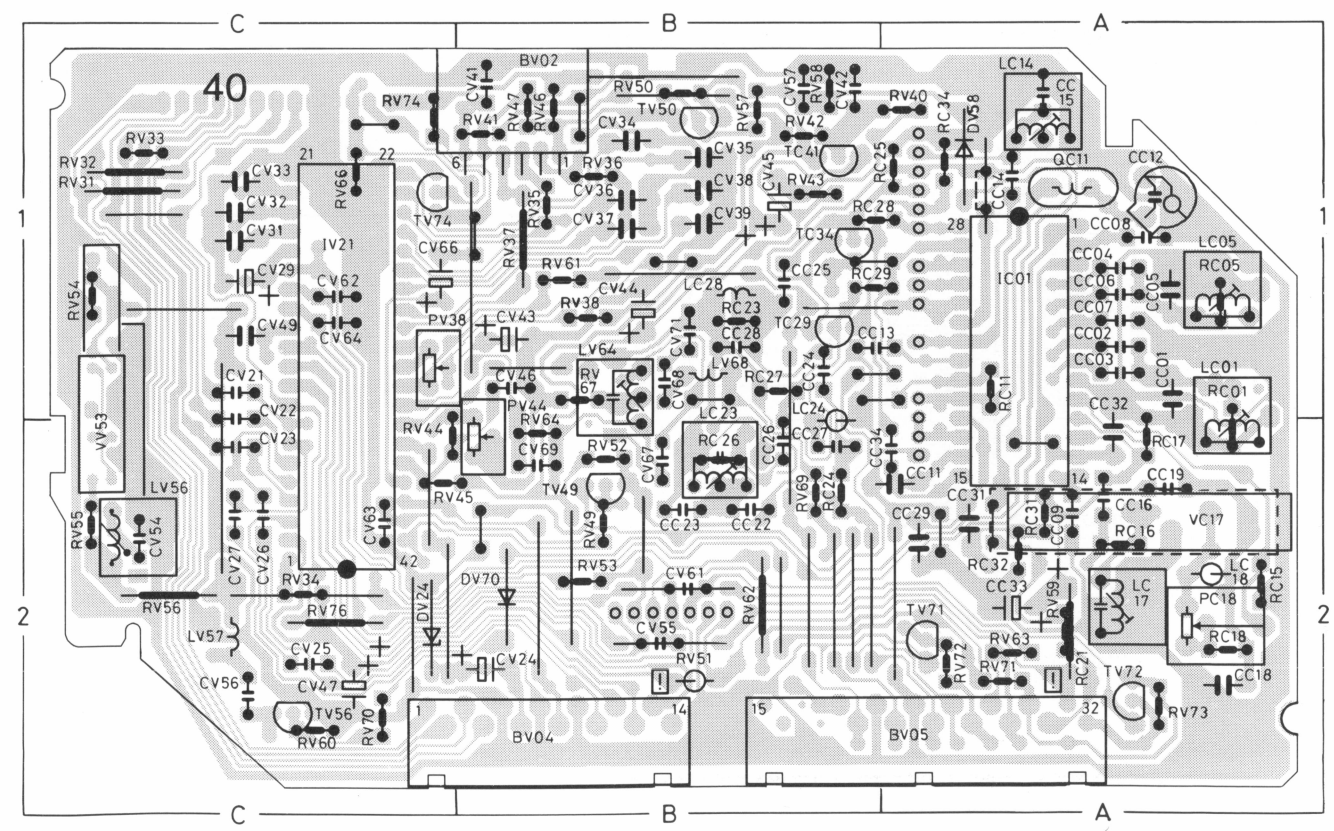 C B A
40
BV02
CV41
RV47
RV46
RV74
RV41
6 1
RV50
TV50
RV57
CV57
RV58
CV42
RV40
RC34
DV58
LC14
CC
15
CV34
RV42
RV33
RV32
RV31
21 22
CV33
RV66
CV32
CV31
TV74
RV36
CV35
CV45
TC41
RC25
CC14
QC11
CC12
RV35
CV36
CV38
RV43
CV37
CV39
RC28
28 1
CC08
1 1
IV21
CV66
RV37
TC34
LC05
RC05
CC04
CV29
CV62
RV61
CC25
RC29
IC01
CC06
CC05
RV54
LC28
CV44
RV38
RC23
CC07
CV49
CV64
PV38
CV43
CV71
CC28
TC29
CC13
CC02
LV64
LV68
CC03
RV
67
CV68
CC24
CC01
LC01
RC01
CV21
CV46
RC27
RC11
VV53
CV22
PV44
LC23
LC24
CC32
CV23
RV44
RV64
RC26
CC26
CC27
CC34
RC17
RV52
CV67
CV69
LV56
RV45
TV49
RV69
RC24
CC11
15 14
CC19
CC31
RV55
CV54
CV63
RV49
CC23
CC22
CC29
RC31
CC09
CC16
VC17
RC16
CV27
CV26
1 42
RC32
RV34
DV70
RV53
CV61
RV62
CC33
RV59
LC
17
LC
18
RC15
2 2
RV56
RV76
DV24
PC18
LV57
CV55
TV71
RV63
RC18
CV25
CV24
RV51
RV72
RV71
RC21
TV72
CC18
CV56
CV47
TV56
RV70
RV60
RV73
1 14
BV04
15 32
BV05
C B A